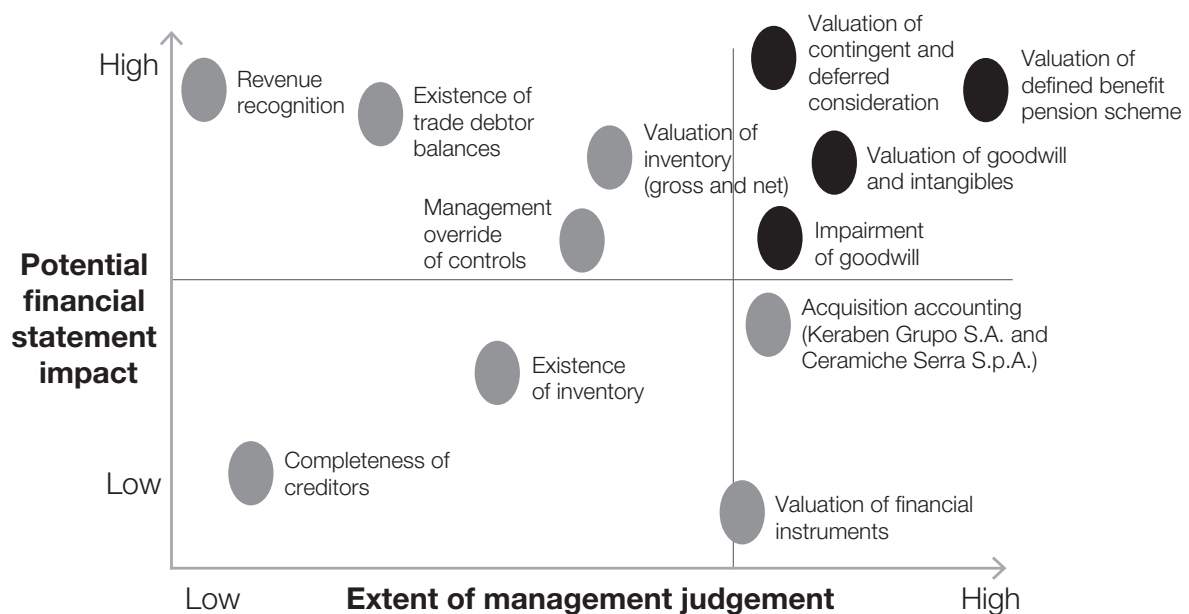 High
Revenue
recognition
Existence of
trade debtor
balances
Valuation of
inventory
(gross and net)
Management
override
of controls
Valuation of
contingent and
deferred
consideration
Valuation of
defined benefit
pension scheme
Valuation of goodwill
and intangibles
Impairment
of goodwill
Potential
financial
statement
impact
Acquisition accounting
(Keraben Grupo S.A. and
Ceramiche Serra S.p.A.)
Existence
of inventory
Completeness of
creditors
Low
Valuation of financial
instruments
Low
Extent of management judgement
High